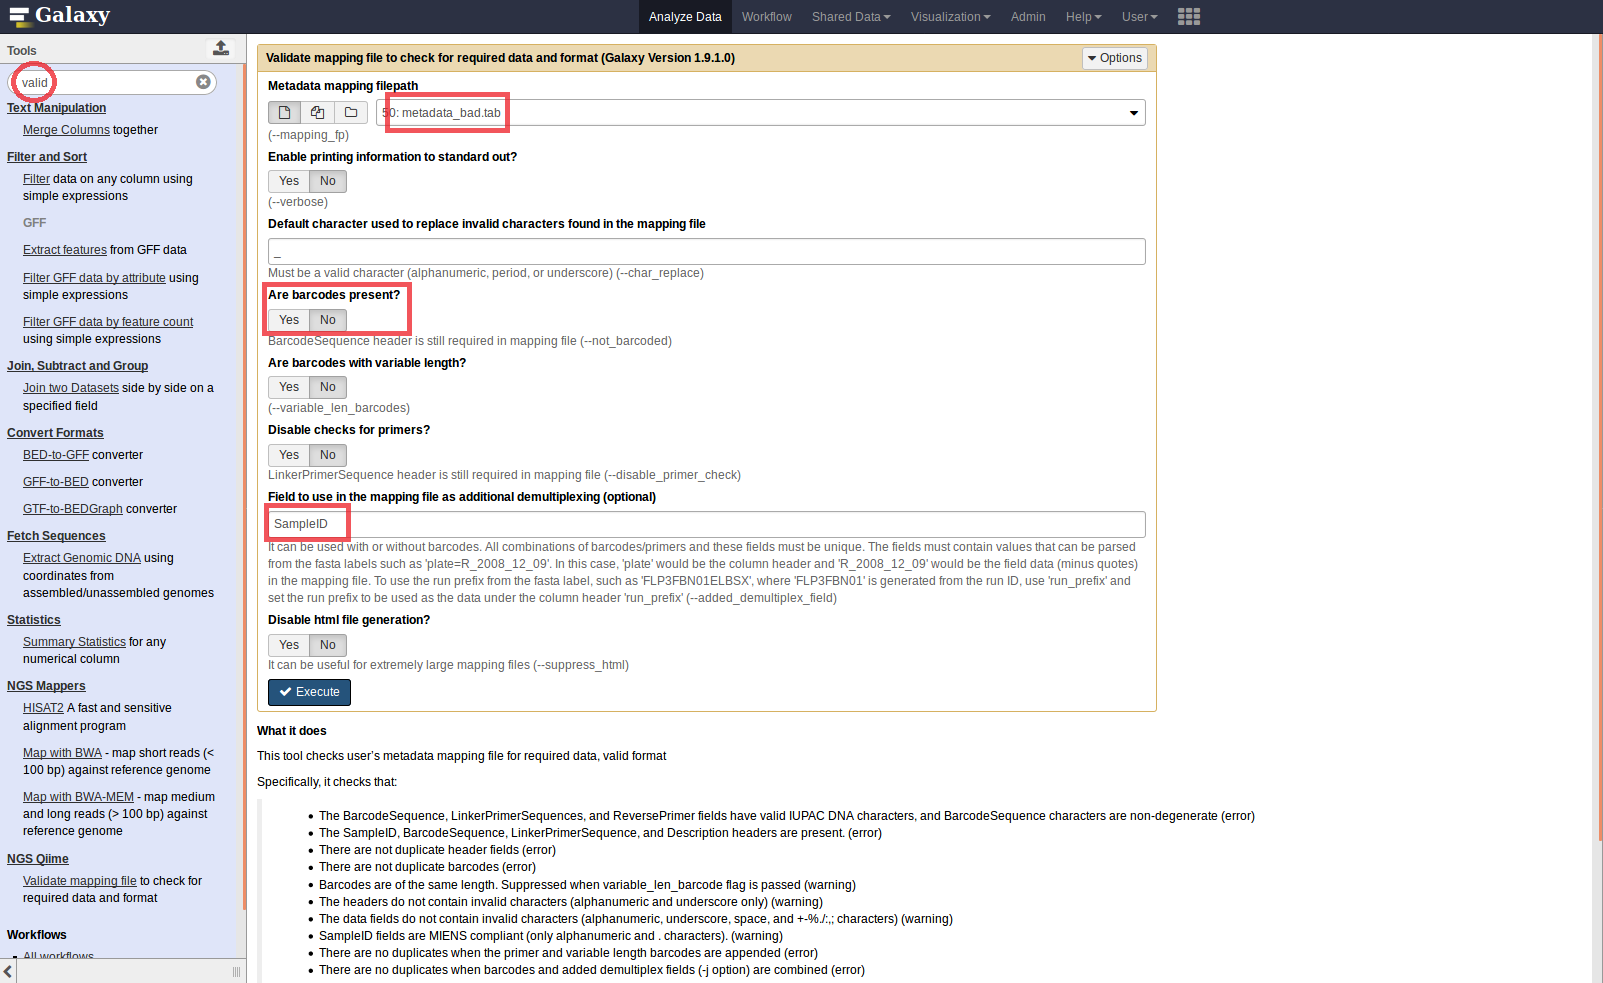 Galaxy
Analyze Data Workflow Shared Data Visualization Admin Help User
Tools
valid
Text Manipulation
Merge Columns together
Filter and Sort
Filter data on any column using
simple expressions
GFF
Extract features from GFF data
Filter GFF data by attribute using
simple expressions
Filter GFF data by feature count
using simple expressions
Join, Subtract and Group
Join two Datasets side by side on a
specified field
Convert Formats
BED-to-GFF converter
GFF-to-BED converter
GTF-to-BEDGraph converter
Fetch Sequences
Extract Genomic DNA using
coordinates from
assembled/unassembled genomes
Statistics
Summary Statistics for any
numerical column
NGS Mappers
HISAT2 A fast and sensitive
alignment program
Map with BWA - map short reads (<
100 bp) against reference genome
Map with BWA-MEM - map medium
and long reads (> 100 bp) against
reference genome
NGS Qiime
Validate mapping file to check for
required data and format
Workflows
All workflows
Validate mapping file to check for required data and format (Galaxy Version 1.9.1.0)
Options
Metadata mapping filepath
50: metadata_bad.tab
(--mapping_fp)
Enable printing information to standard out?
Yes No
(--verbose)
Default character used to replace invalid characters found in the mapping file
_
Must be a valid character (alphanumeric, period, or underscore) (--char_replace)
Are barcodes present?
Yes No
BarcodeSequence header is still required in mapping file (--not_barcoded)
Are barcodes with variable length?
Yes No
(--variable_len_barcodes)
Disable checks for primers?
Yes No
LinkerPrimerSequence header is still required in mapping file (--disable_primer_check)
Field to use in the mapping file as additional demultiplexing (optional)
SampleID
It can be used with or without barcodes. All combinations of barcodes/primers and these fields must be unique. The fields must contain values that can be parsed
from the fasta labels such as 'plate=R_2008_12_09'. In this case, 'plate' would be the column header and 'R_2008_12_09' would be the field data (minus quotes)
in the mapping file. To use the run prefix from the fasta label, such as 'FLP3FBN01ELBSX', where 'FLP3FBN01' is generated from the run ID, use 'run_prefix' and
set the run prefix to be used as the data under the column header 'run_prefix' (--added_demultiplex_field)
Disable html file generation?
Yes No
It can be useful for extremely large mapping files (--suppress_html)
Execute
What it does
This tool checks user's metadata mapping file for required data, valid format
Specifically, it checks that:
• The BarcodeSequence, LinkerPrimerSequences, and ReversePrimer fields have valid IUPAC DNA characters, and BarcodeSequence characters are non-degenerate (error)
• The SampleID, BarcodeSequence, LinkerPrimerSequence, and Description headers are present. (error)
• There are not duplicate header fields (error)
• There are not duplicate barcodes (error)
• Barcodes are of the same length. Suppressed when variable_len_barcode flag is passed (warning)
• The headers do not contain invalid characters (alphanumeric and underscore only) (warning)
• The data fields do not contain invalid characters (alphanumeric, underscore, space, and +-%./:,; characters) (warning)
• SampleID fields are MIENS compliant (only alphanumeric and . characters). (warning)
• There are no duplicates when the primer and variable length barcodes are appended (error)
• There are no duplicates when barcodes and added demultiplex fields (-j option) are combined (error)